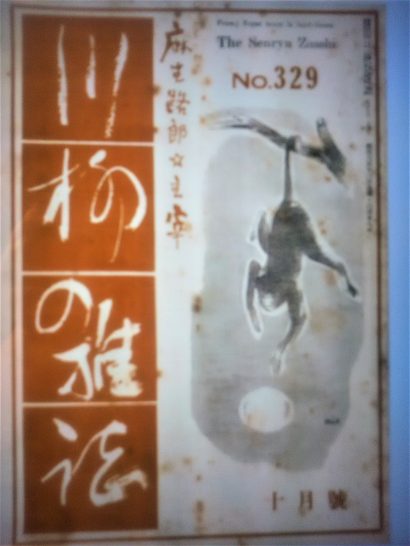 The Senryu Zasshi
No.329
麻生路郎☆主宰
川柳の雑誌
十月號